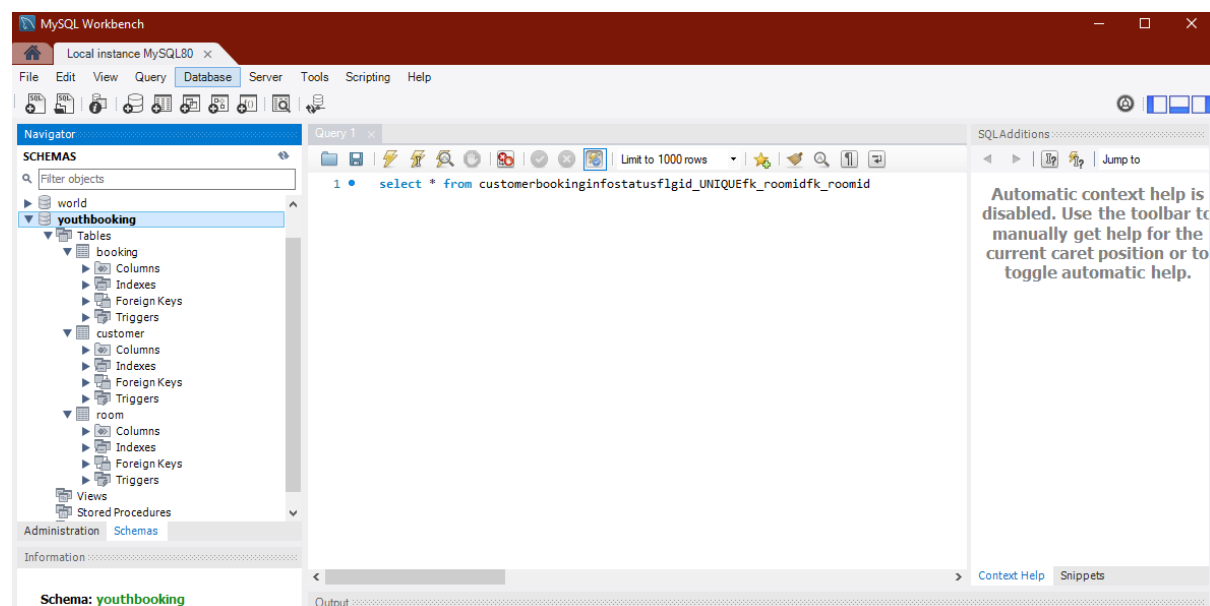 MySQL Workbench
Local instance MySQL80
File Edit View Query Database Server Tools Scripting Help
Navigator
SCHEMAS
Filter objects
world
youthbooking
Tables
booking
Columns
Indexes
Foreign Keys
Triggers
customer
Columns
Indexes
Foreign Keys
Triggers
room
Columns
Indexes
Foreign Keys
Triggers
Views
Stored Procedures
Administration Schemas
Information
Schema: youthbooking
Query 1
Limit to 1000 rows
1 select * from customerbookinginfostatusflgid_UNIQUEfk_roomidfk_roomid
Output
SQLAdditions
Jump to
Automatic context help is
disabled. Use the toolbar to
manually get help for the
current caret position or to
toggle automatic help.
Context Help Snippets